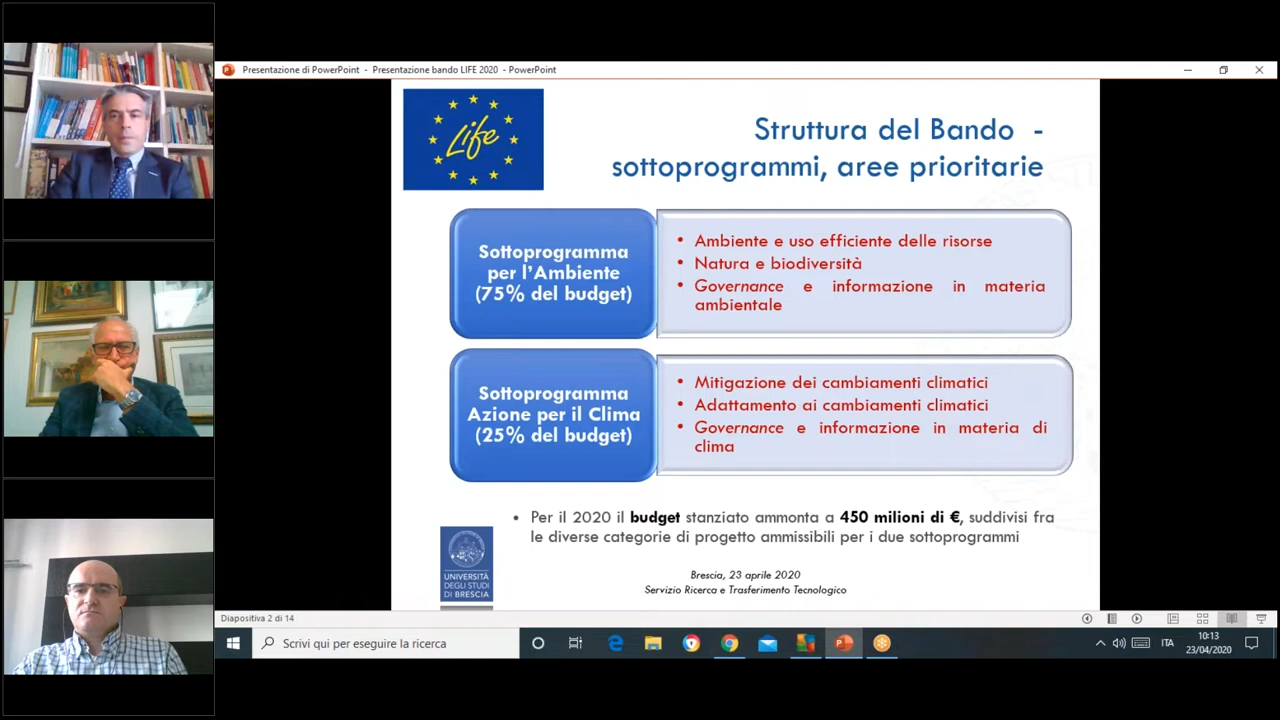 Presentazione di PowerPoint - Presentazione bando LIFE 2020 - PowerPoint
Life
Struttura del Bando -
sottoprogrammi, aree prioritarie
Sottoprogramma
per l'Ambiente
(75% del budget)
• Ambiente e uso efficiente delle risorse
• Natura e biodiversità
• Governance e informazione in materia
ambientale
Sottoprogramma
Azione per il Clima
(25% del budget)
• Mitigazione dei cambiamenti climatici
• Adattamento ai cambiamenti climatici
• Governance e informazione in materia di
clima
• Per il 2020 il budget stanziato ammonta a 450 milioni di €, suddivisi fra
le diverse categorie di progetto ammissibili per i due sottoprogrammi
UNIVERSITÀ
DEGLI STUDI
DI BRESCIA
Brescia, 23 aprile 2020
Servizio Ricerca e Trasferimento Tecnologico
Diapositiva 2 di 14
Scrivi qui per eseguire la ricerca
ITA
10:13
23/04/2020